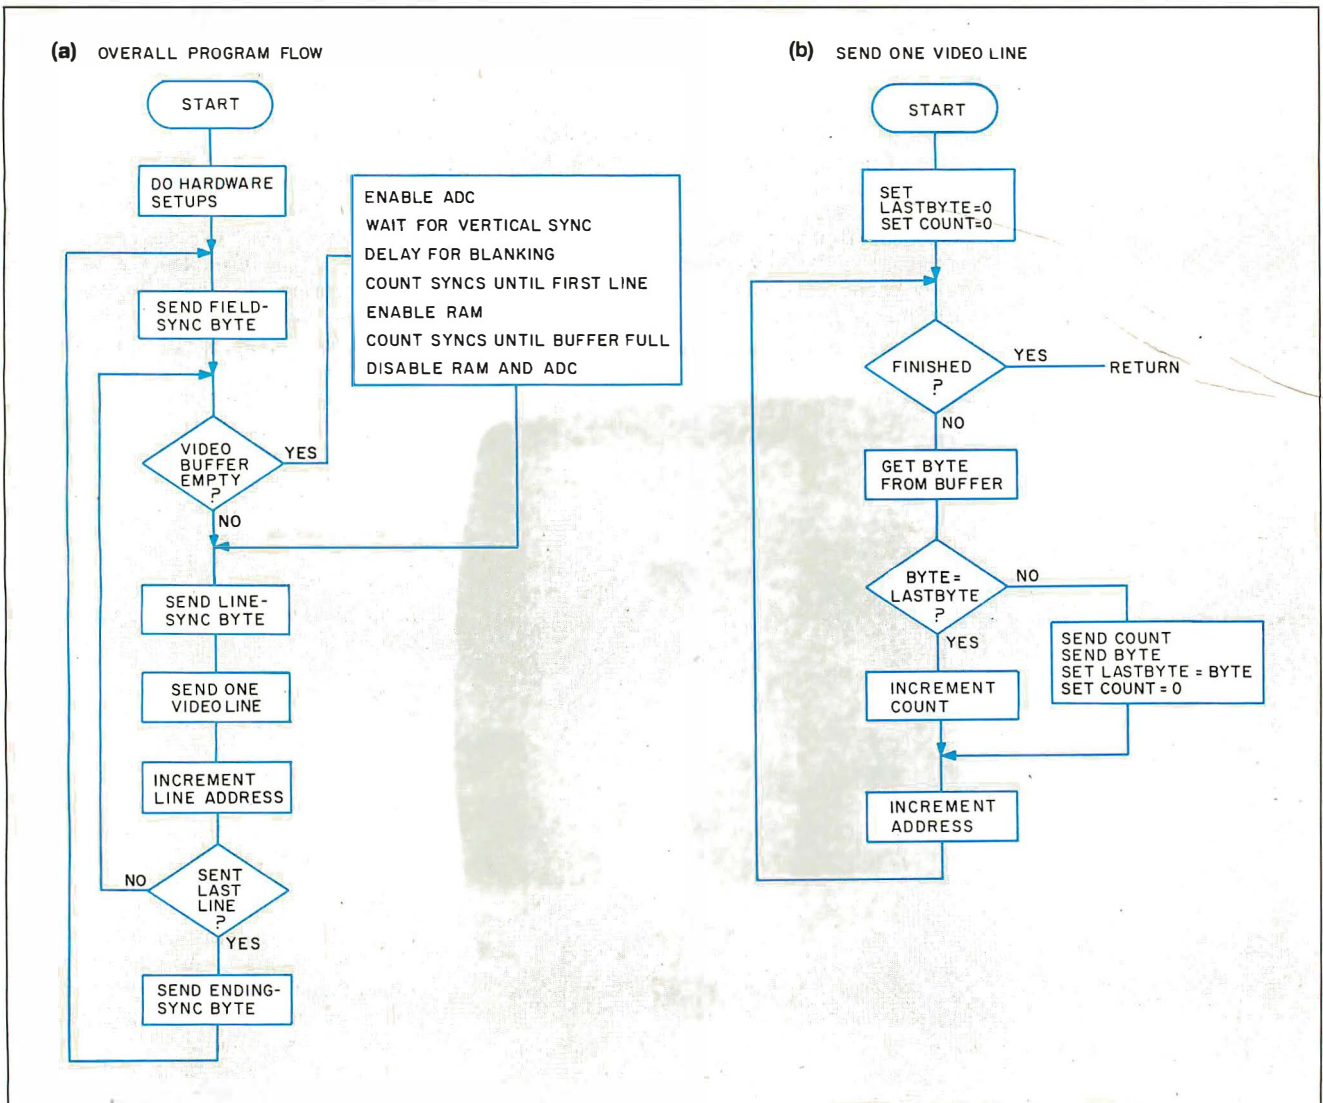 (a) OVERALL PROGRAM FLOW
START
DO HARDWARE
SETUPS
SEND FIELD-
SYNC BYTE
VIDEO
BUFFER
EMPTY
?
YES
NO
ENABLE ADC
WAIT FOR VERTICAL SYNC
DELAY FOR BLANKING
COUNT SYNCS UNTIL FIRST LINE
ENABLE RAM
COUNT SYNCS UNTIL BUFFER FULL
DISABLE RAM AND ADC
SEND LINE-
SYNC BYTE
SEND ONE
VIDEO LINE
INCREMENT
LINE ADDRESS
SENT
LAST
LINE
?
NO
YES
SEND ENDING-
SYNC BYTE
(b) SEND ONE VIDEO LINE
START
SET
LASTBYTE=0
SET COUNT=0
FINISHED
?
YES
RETURN
NO
GET BYTE
FROM BUFFER
BYTE=
LASTBYTE
?
NO
YES
SEND COUNT
SEND BYTE
SET LASTBYTE = BYTE
SET COUNT = 0
INCREMENT
COUNT
INCREMENT
ADDRESS